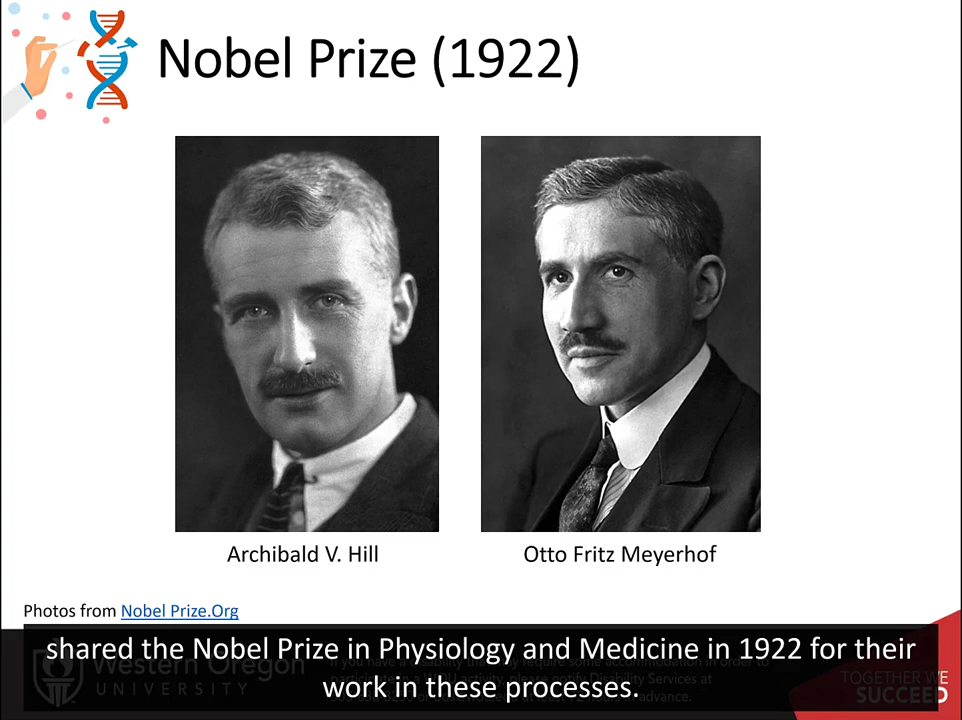 Nobel Prize (1922)
Archibald V. Hill
Otto Fritz Meyerhof
Photos from Nobel Prize.Org
shared the Nobel Prize in Physiology and Medicine in 1922 for their
work in these processes.
Western Oregon
UNIVERSITY
TOGETHER WE
SUCCEED